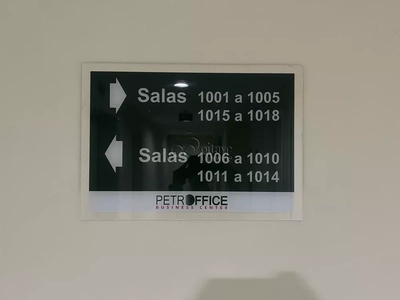 Salas 1001 a 1005
1015 a 1018
Salas 1006 a 1010
1011 a 1014
PETROFFICE
BUSINESS CENTER